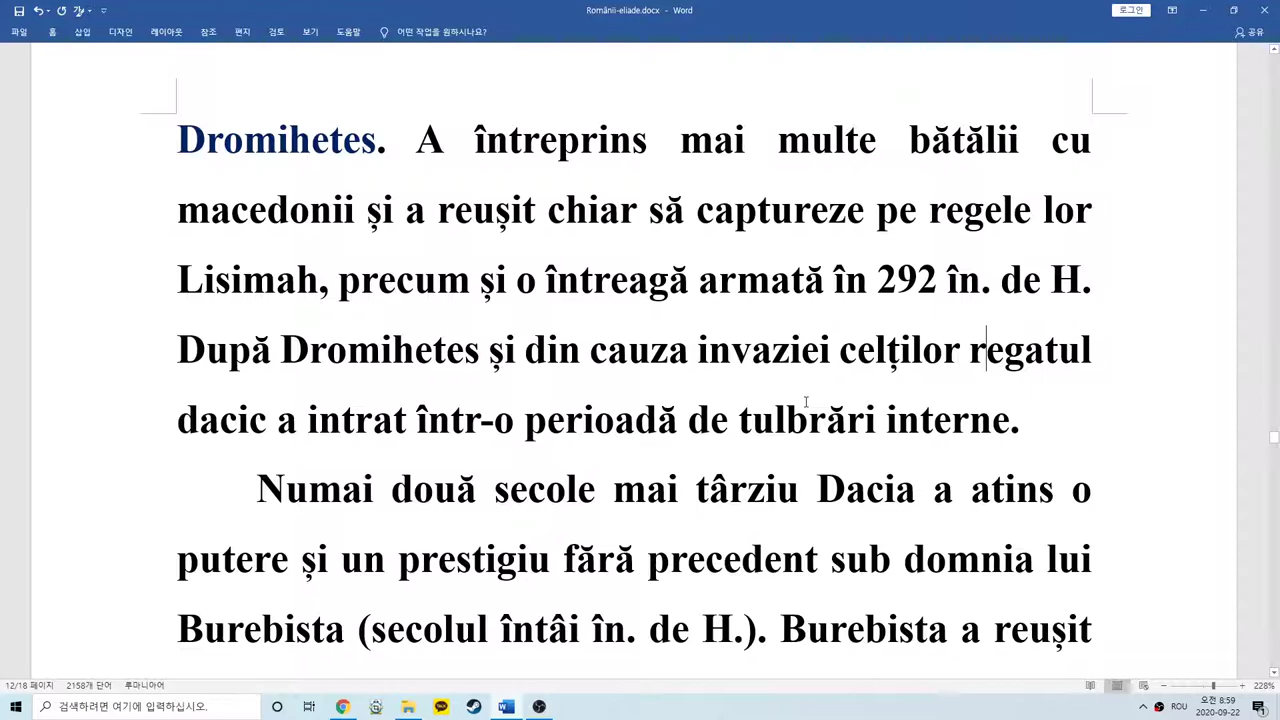 Românii-eliade.docx - Word
로그인
파일 홈 삽입 디자인 레이아웃 참조 편지 검토 보기 도움말 어떤 작업을 원하시나요? 공유
Dromihetes. A întreprins mai multe bătălii cu
macedonii și a reușit chiar să captureze pe regele lor
Lisimah, precum și o întreagă armată în 292 în. de H.
După Dromihetes și din cauza invaziei celților regatul
dacic a intrat într-o perioadă de tulbrări interne.
Numai două secole mai târziu Dacia a atins o
putere și un prestigiu fără precedent sub domnia lui
Burebista (secolul întâi în. de H.). Burebista a reușit
12/18 페이지 2158개 단어 루마니아어 228%
검색하려면 여기에 입력하십시오. ROU 오전 8:59
2020-09-22